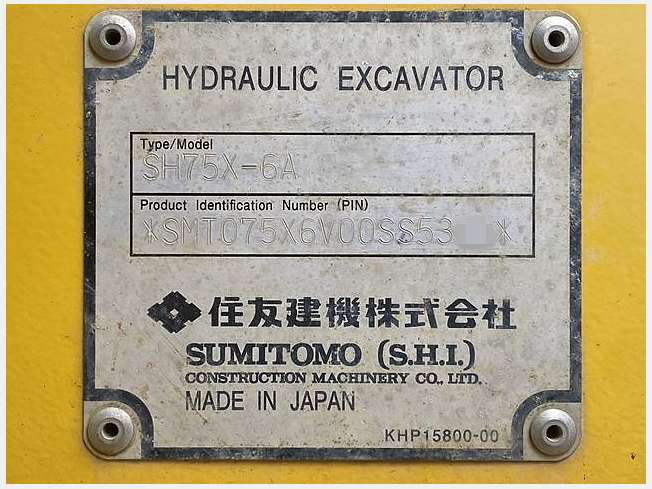 HYDRAULIC EXCAVATOR
Type/Model
SH75X-6A
Product Identification Number (PIN)
*SMT075X6V00SS53 *
住友建機株式会社
SUMITOMO (S.H.I.)
CONSTRUCTION MACHINERY CO., LTD.
MADE IN JAPAN
KHP15800-00